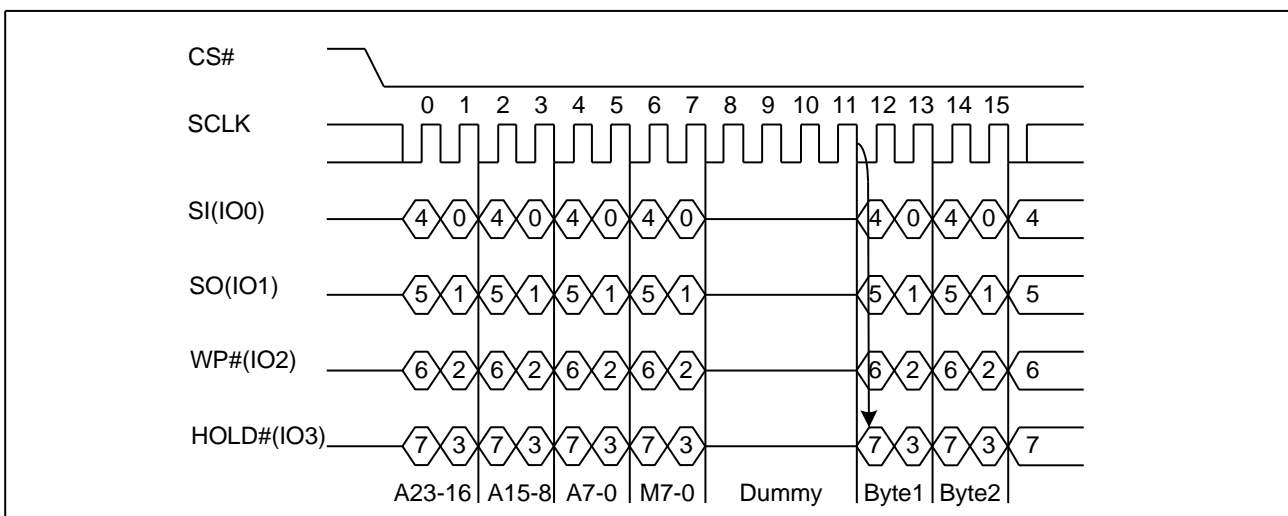 CS#
0 1 2 3 4 5 6 7 8 9 10 11 12 13 14 15
SCLK
SI(IO0) 4 0 4 0 4 0 4 0 4 0 4 0 4
SO(IO1) 5 1 5 1 5 1 5 1 5 1 5 1 5
WP#(IO2) 6 2 6 2 6 2 6 2 6 2 6 2 6
HOLD#(IO3) 7 3 7 3 7 3 7 3 7 3 7 3 7
A23-16 A15-8 A7-0 M7-0 Dummy Byte1 Byte2